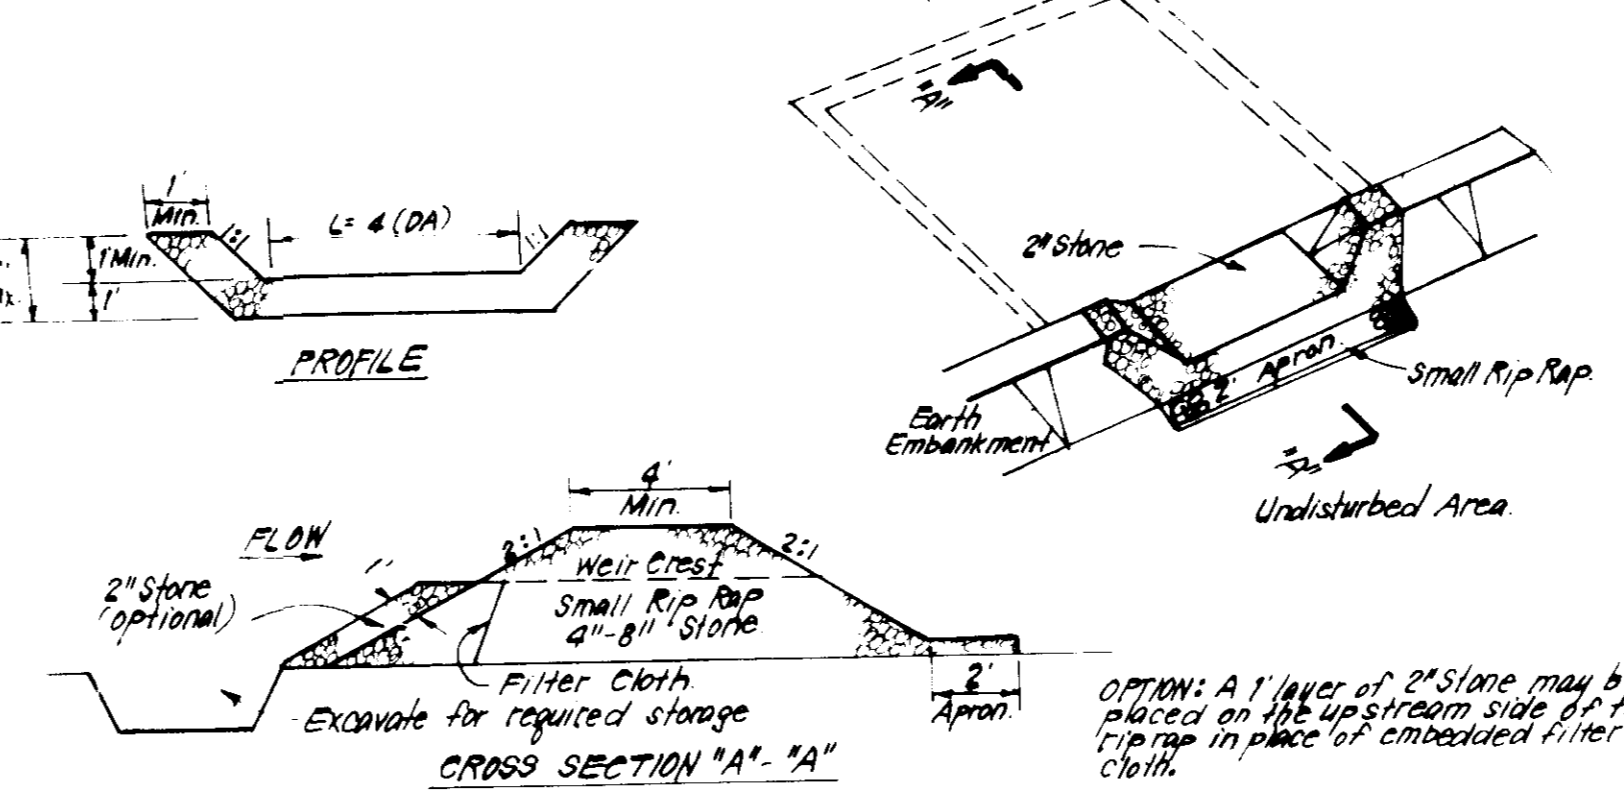 1'
Min.
1:1
L= 4 (DA)
1:1
1' Min.
1'
PROFILE
"A"
2" Stone
2' Apron.
Small Rip Rap.
Earth
Embankment
"A"
Undisturbed Area.
4'
Min.
FLOW
1'
2:1
2:1
2" Stone
(optional)
Weir Crest
Small Rip Rap
4"-8" Stone
Filter Cloth
Excavate for required storage
2'
Apron.
CROSS SECTION "A"- "A"
OPTION: A 1' layer of 2" Stone may
placed on the upstream side of
rip rap in place of embedded filter
cloth.